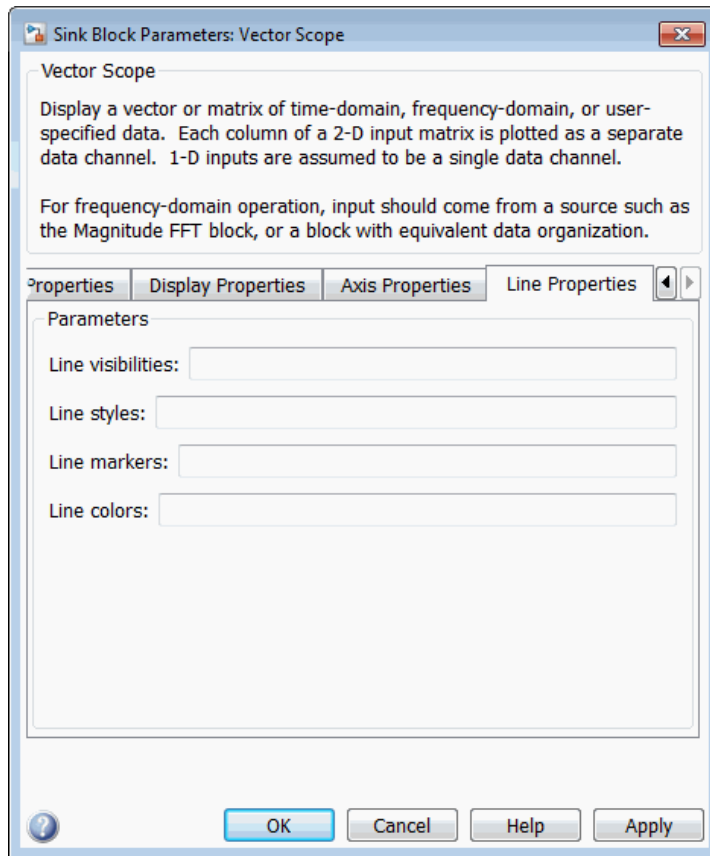 Sink Block Parameters: Vector Scope
Vector Scope
Display a vector or matrix of time-domain, frequency-domain, or user-
specified data.  Each column of a 2-D input matrix is plotted as a separate
data channel.  1-D inputs are assumed to be a single data channel.
For frequency-domain operation, input should come from a source such as
the Magnitude FFT block, or a block with equivalent data organization.
Properties Display Properties Axis Properties Line Properties
Parameters
Line visibilities:
Line styles:
Line markers:
Line colors:
OK Cancel Help Apply